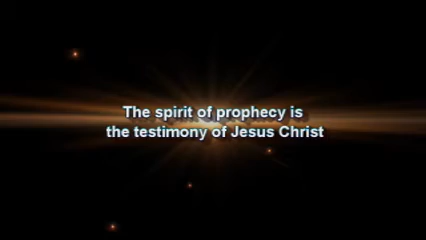 The spirit of prophecy is
the testimony of Jesus Christ